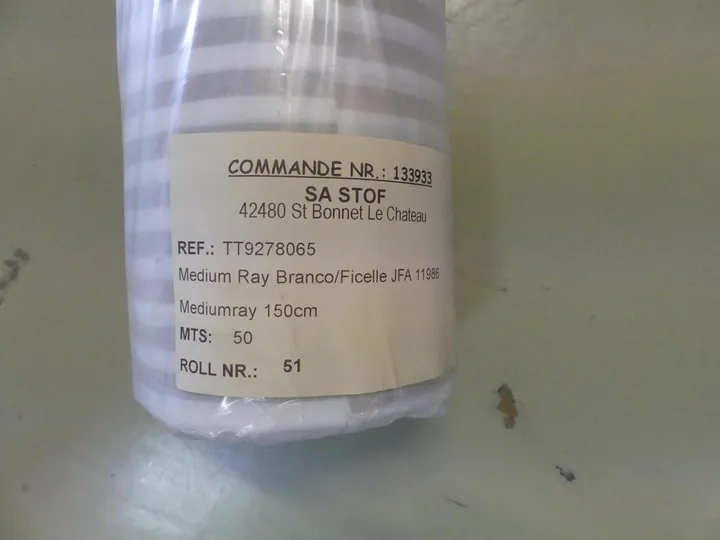 COMMANDE NR.: 133933
SA STOF
42480 St Bonnet Le Chateau
REF.: TT9278065
Medium Ray Branco/Ficelle JFA 11986
Mediumray 150cm
MTS: 50
ROLL NR.: 51